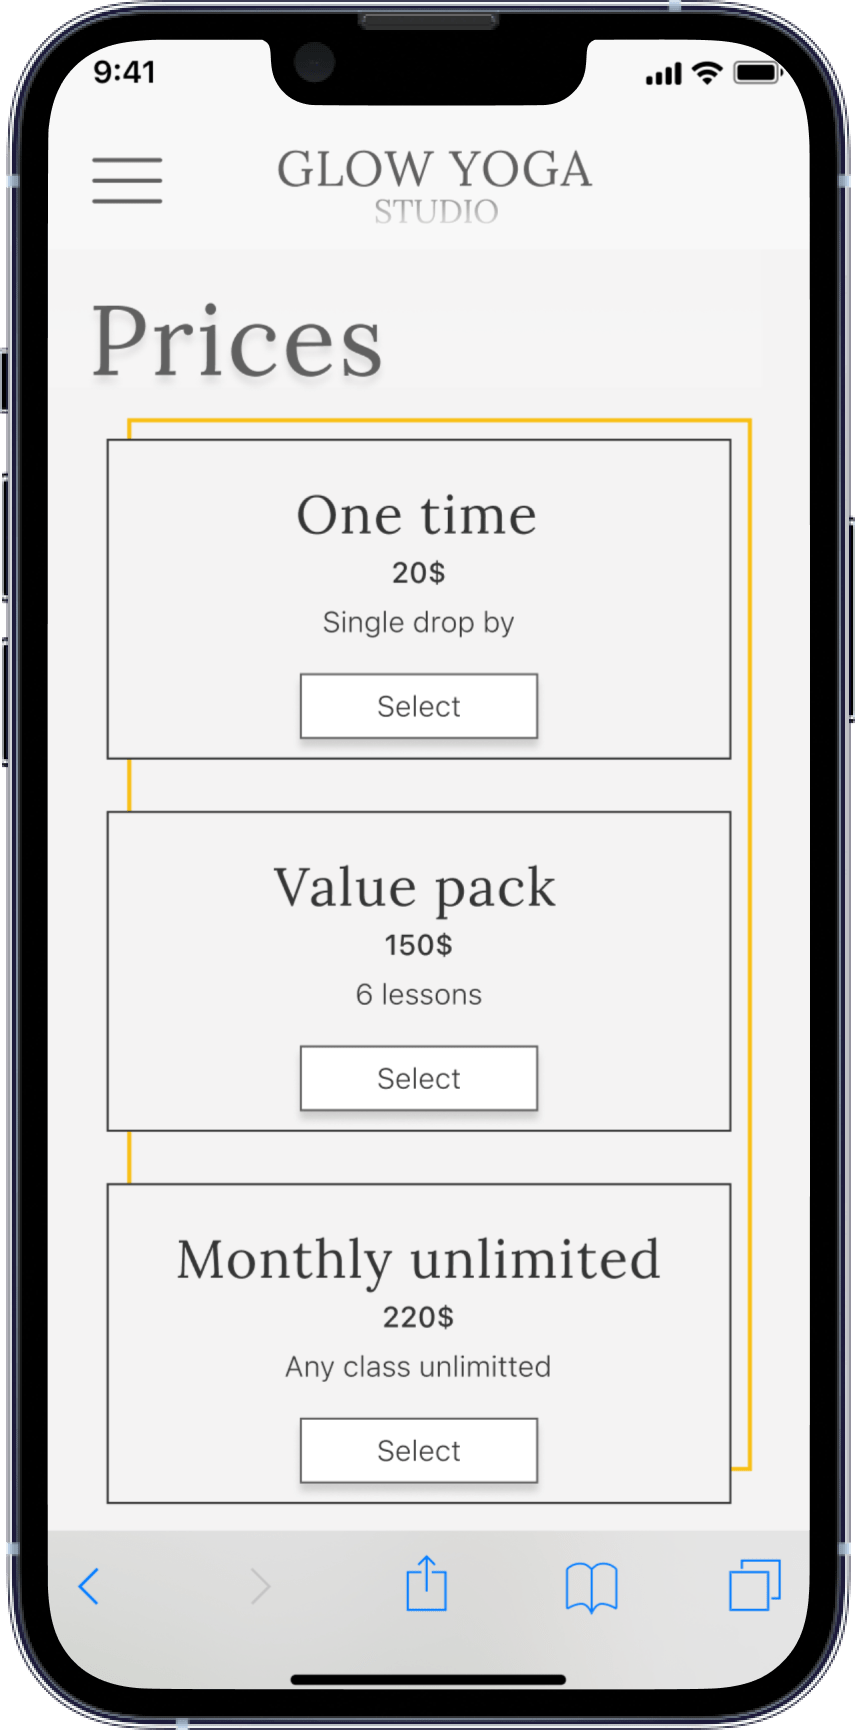 9:41
GLOW YOGA
STUDIO
Prices
One time
20$
Single drop by
Select
Value pack
150$
6 lessons
Select
Monthly unlimited
220$
Any class unlimitted
Select